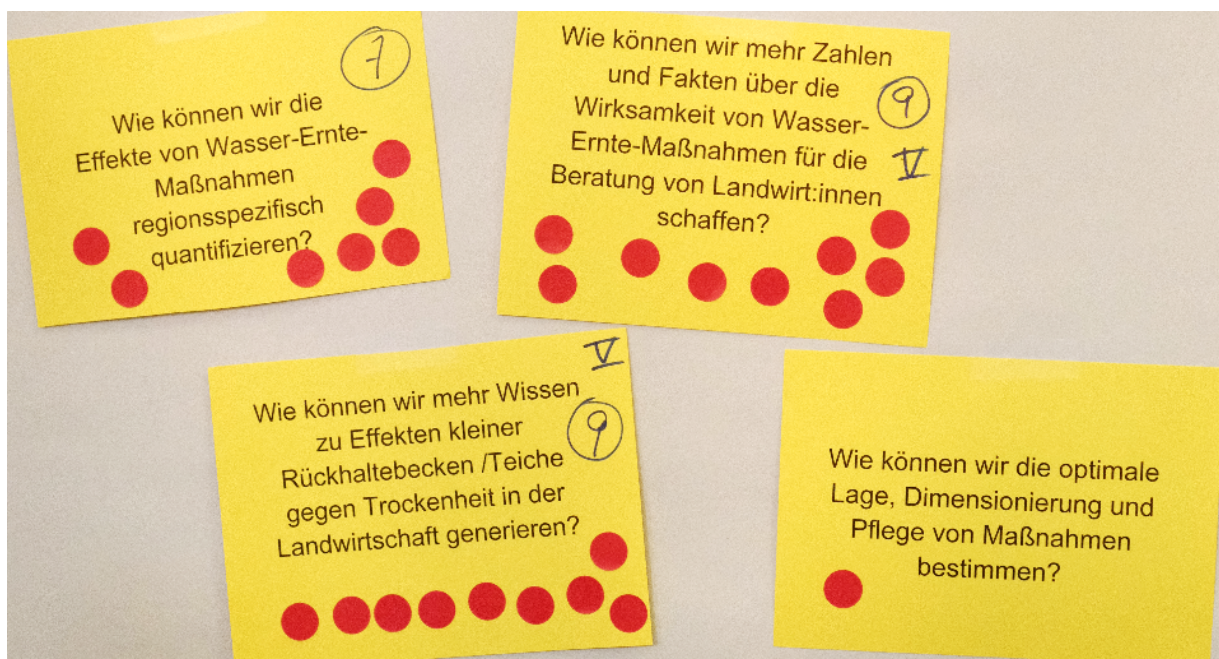 Wie können wir die
Effekte von Wasser-Ernte-
Maßnahmen
regionsspezifisch
quantifizieren?
7
Wie können wir mehr Zahlen
und Fakten über die
Wirksamkeit von Wasser-
Ernte-Maßnahmen für die
Beratung von Landwirt:innen
schaffen?
9
V
Wie können wir mehr Wissen
zu Effekten kleiner
Rückhaltebecken /Teiche
gegen Trockenheit in der
Landwirtschaft generieren?
V
9
Wie können wir die optimale
Lage, Dimensionierung und
Pflege von Maßnahmen
bestimmen?